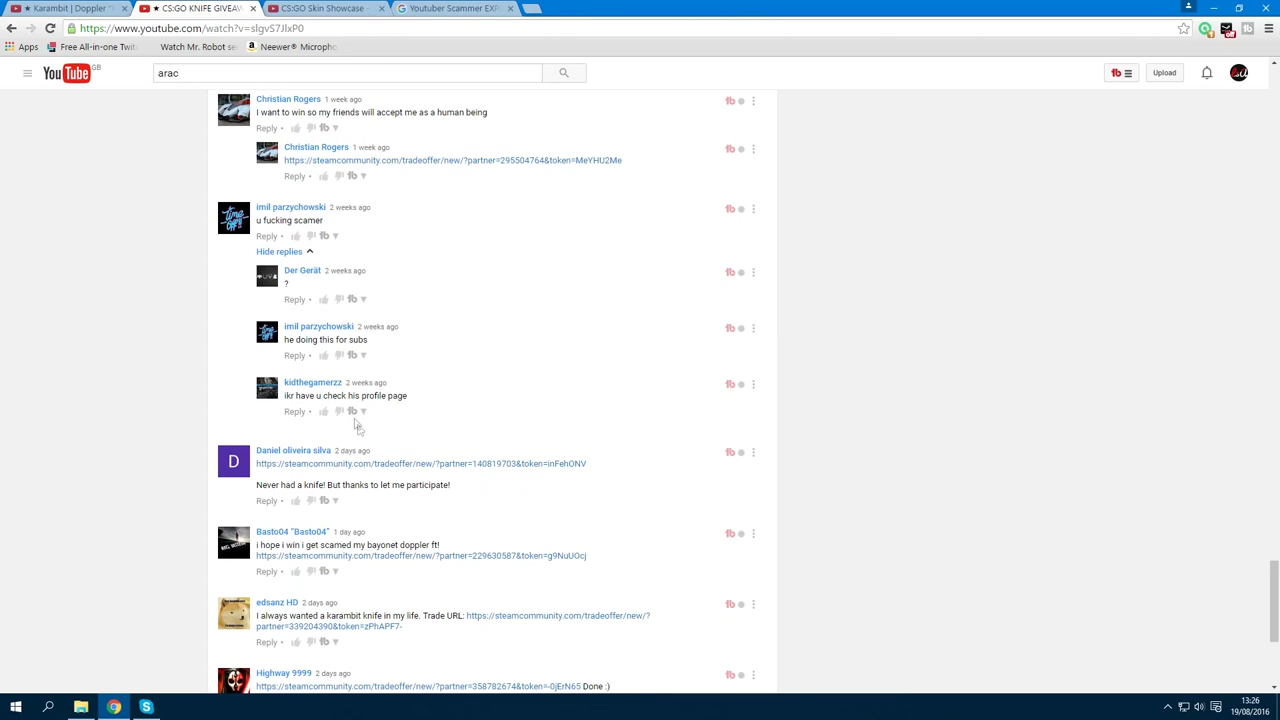 Karambit | Doppler "P
CS:GO KNIFE GIVEAW
CS:GO Skin Showcase -
Youtuber Scammer EXP
https://www.youtube.com/watch?v=slgvS7JlxP0
Apps
Free All-in-one Twit
Watch Mr. Robot se
Neewer® Microph
YouTube GB
arac
Upload
Christian Rogers 1 week ago
I want to win so my friends will accept me as a human being
Reply •
Christian Rogers 1 week ago
https://steamcommunity.com/tradeoffer/new/?partner=295504764&token=MeYHU2Me
Reply •
imil parzychowski 2 weeks ago
u fucking scamer
Reply •
Hide replies
Der Gerät 2 weeks ago
?
Reply •
imil parzychowski 2 weeks ago
he doing this for subs
Reply •
kidthegamerzz 2 weeks ago
ikr have u check his profile page
Reply •
D
Daniel oliveira silva 2 days ago
https://steamcommunity.com/tradeoffer/new/?partner=140819703&token=inFehONV
Never had a knife! But thanks to let me participate!
Reply •
Basto04 "Basto04" 1 day ago
i hope i win i get scamed my bayonet doppler ft!
https://steamcommunity.com/tradeoffer/new/?partner=229630587&token=g9NuUOcj
Reply •
edsanz HD 2 days ago
I always wanted a karambit knife in my life. Trade URL: https://steamcommunity.com/tradeoffer/new/?
partner=339204390&token=zPhAPF7-
Reply •
Highway 9999 2 days ago
https://steamcommunity.com/tradeoffer/new/?partner=358782674&token=-0jErN65 Done :)
13:26
19/08/2016